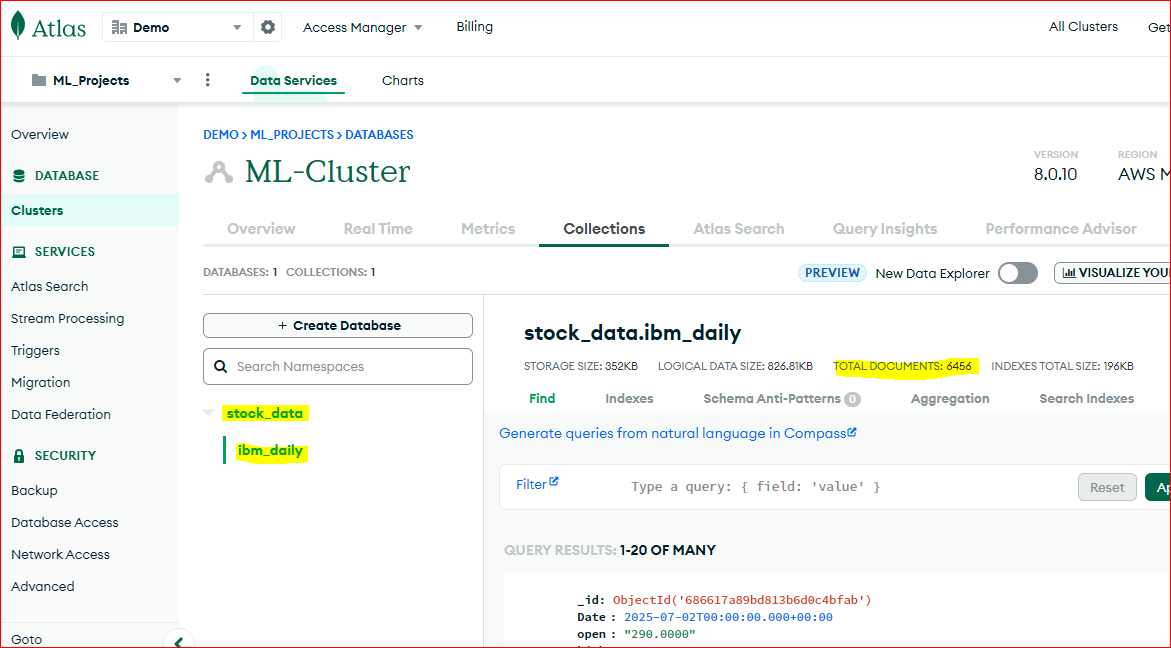 Atlas
Demo
Access Manager
Billing
All Clusters
Get
ML_Projects
Data Services
Charts
Overview
DATABASE
Clusters
SERVICES
Atlas Search
Stream Processing
Triggers
Migration
Data Federation
SECURITY
Backup
Database Access
Network Access
Advanced
Goto
DEMO > ML_PROJECTS > DATABASES
ML-Cluster
VERSION
8.0.10
REGION
AWS M
Overview
Real Time
Metrics
Collections
Atlas Search
Query Insights
Performance Advisor
DATABASES: 1 COLLECTIONS: 1
PREVIEW
New Data Explorer
VISUALIZE YOU
+ Create Database
Search Namespaces
stock_data
ibm_daily
stock_data.ibm_daily
STORAGE SIZE: 352KB LOGICAL DATA SIZE: 826.81KB TOTAL DOCUMENTS: 6456 INDEXES TOTAL SIZE: 196KB
Find
Indexes
Schema Anti-Patterns 0
Aggregation
Search Indexes
Generate queries from natural language in Compass
Filter
Type a query: { field: 'value' }
Reset
Ap
QUERY RESULTS: 1-20 OF MANY
_id: ObjectId('686617a89bd813b6d0c4bfab')
Date : 2025-07-02T00:00:00.000+00:00
open : "290.0000"